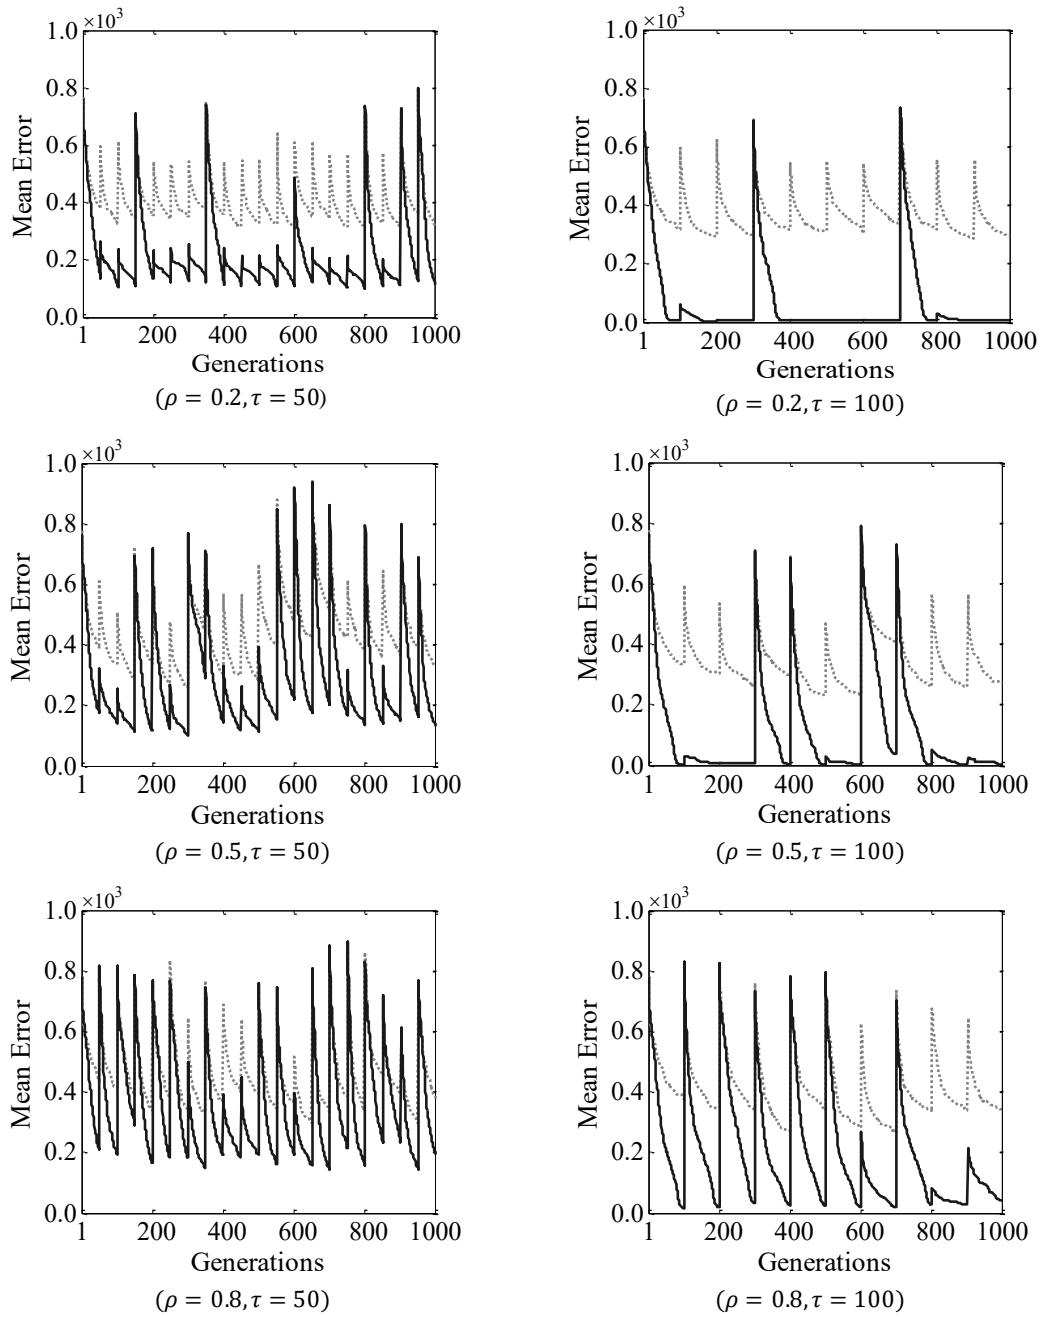 ×10³
1.0
0.8
0.6
0.4
0.2
0.0
Mean Error
1 200 400 600 800 1000
Generations
(ρ = 0.2, τ = 50)
×10³
1.0
0.8
0.6
0.4
0.2
0.0
Mean Error
1 200 400 600 800 1000
Generations
(ρ = 0.2, τ = 100)
×10³
1.0
0.8
0.6
0.4
0.2
0.0
Mean Error
1 200 400 600 800 1000
Generations
(ρ = 0.5, τ = 50)
×10³
1.0
0.8
0.6
0.4
0.2
0.0
Mean Error
1 200 400 600 800 1000
Generations
(ρ = 0.5, τ = 100)
×10³
1.0
0.8
0.6
0.4
0.2
0.0
Mean Error
1 200 400 600 800 1000
Generations
(ρ = 0.8, τ = 50)
×10³
1.0
0.8
0.6
0.4
0.2
0.0
Mean Error
1 200 400 600 800 1000
Generations
(ρ = 0.8, τ = 100)